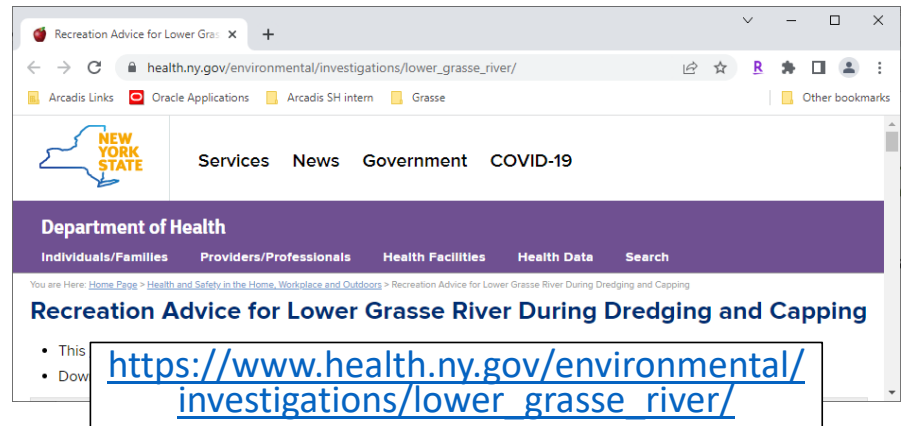 Recreation Advice for Lower Gras
health.ny.gov/environmental/investigations/lower_grasse_river/
R
Arcadis Links Oracle Applications Arcadis SH intern Grasse Other bookmarks
NEW
YORK
STATE
Services News Government COVID-19
Department of Health
Individuals/Families Providers/Professionals Health Facilities Health Data Search
You are Here: Home Page > Health and Safety in the Home, Workplace and Outdoors > Recreation Advice for Lower Grasse River During Dredging and Capping
Recreation Advice for Lower Grasse River During Dredging and Capping
• This
• Dow
https://www.health.ny.gov/environmental/
investigations/lower_grasse_river/